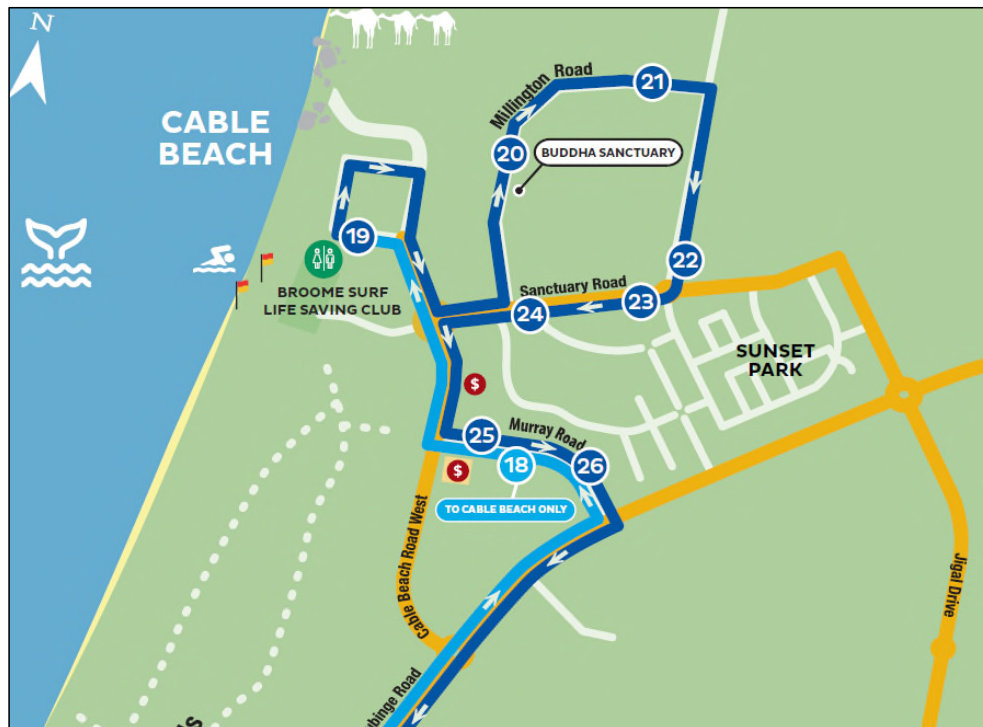 N
CABLE
BEACH
Millington Road
21
20
BUDDHA SANCTUARY
19
22
BROOME SURF
LIFE SAVING CLUB
Sanctuary Road
23
24
SUNSET
PARK
$
25
Murray Road
$
18
26
TO CABLE BEACH ONLY
Cable Beach Road West
Jigal Drive
Road